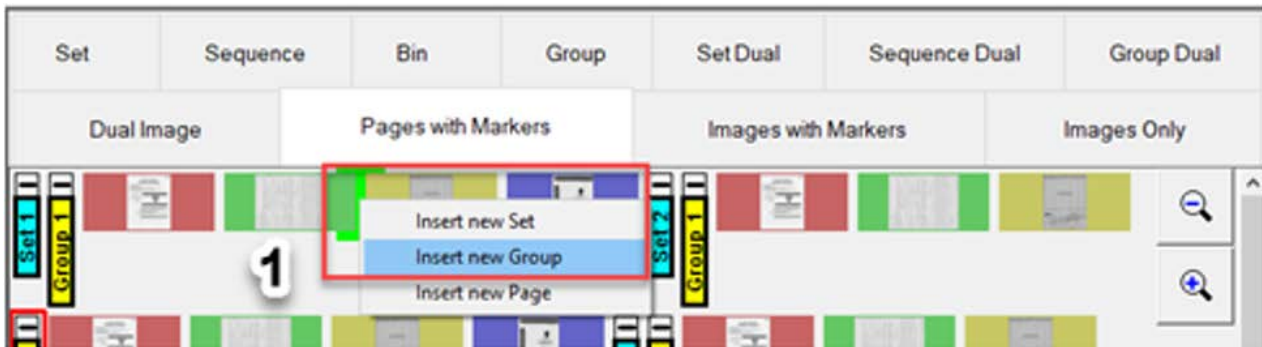 Set Sequence Bin Group Set Dual Sequence Dual Group Dual
Dual Image Pages with Markers Images with Markers Images Only
Set 1
Group 1
Set 2
Group 1
Insert new Set
1 Insert new Group
Insert new Page